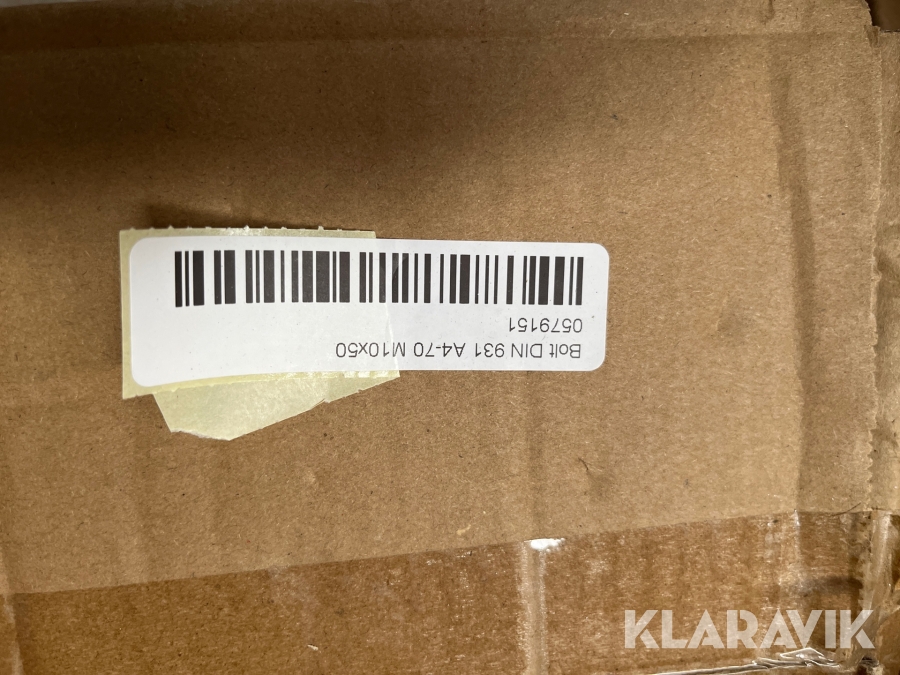 Bolt DIN 931 A4-70 M10x50
0579151
KLARAVIK